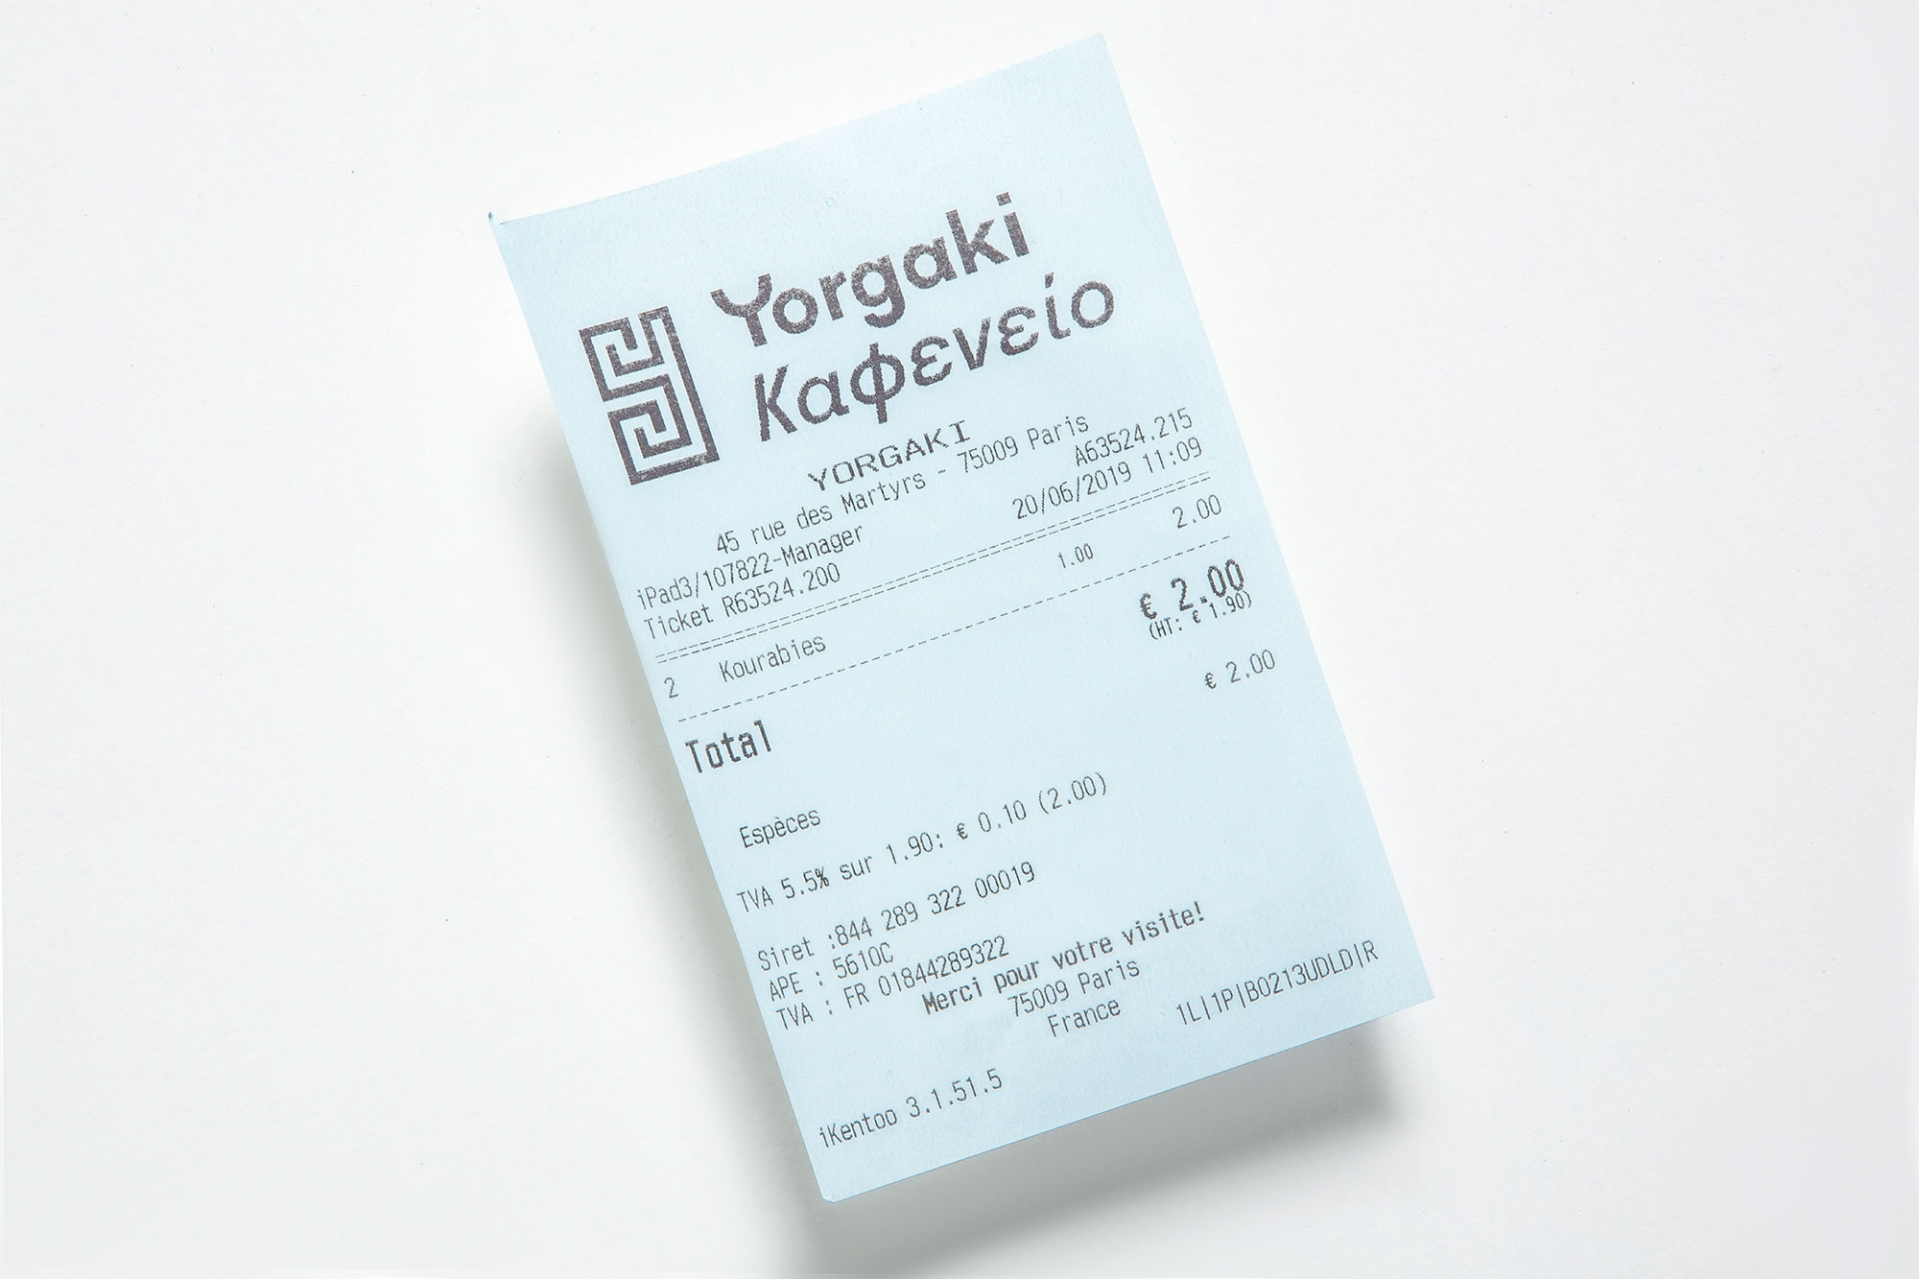 Yorgaki
Καφενείο
YORGAKI
45 rue des Martyrs - 75009 Paris
iPad3/107822-Manager A63524.215
Ticket R63524.200 20/06/2019 11:09
2 Kourabies 1.00 2.00
Total € 2.00
(HT: € 1.90)
Espèces € 2.00
TVA 5.5% sur 1.90: € 0.10 (2.00)
Siret :844 289 322 00019
APE : 5610C
TVA : FR 01844289322
Merci pour votre visite!
75009 Paris
France
1L|1P|B0213UDLD|R
iKentoo 3.1.51.5